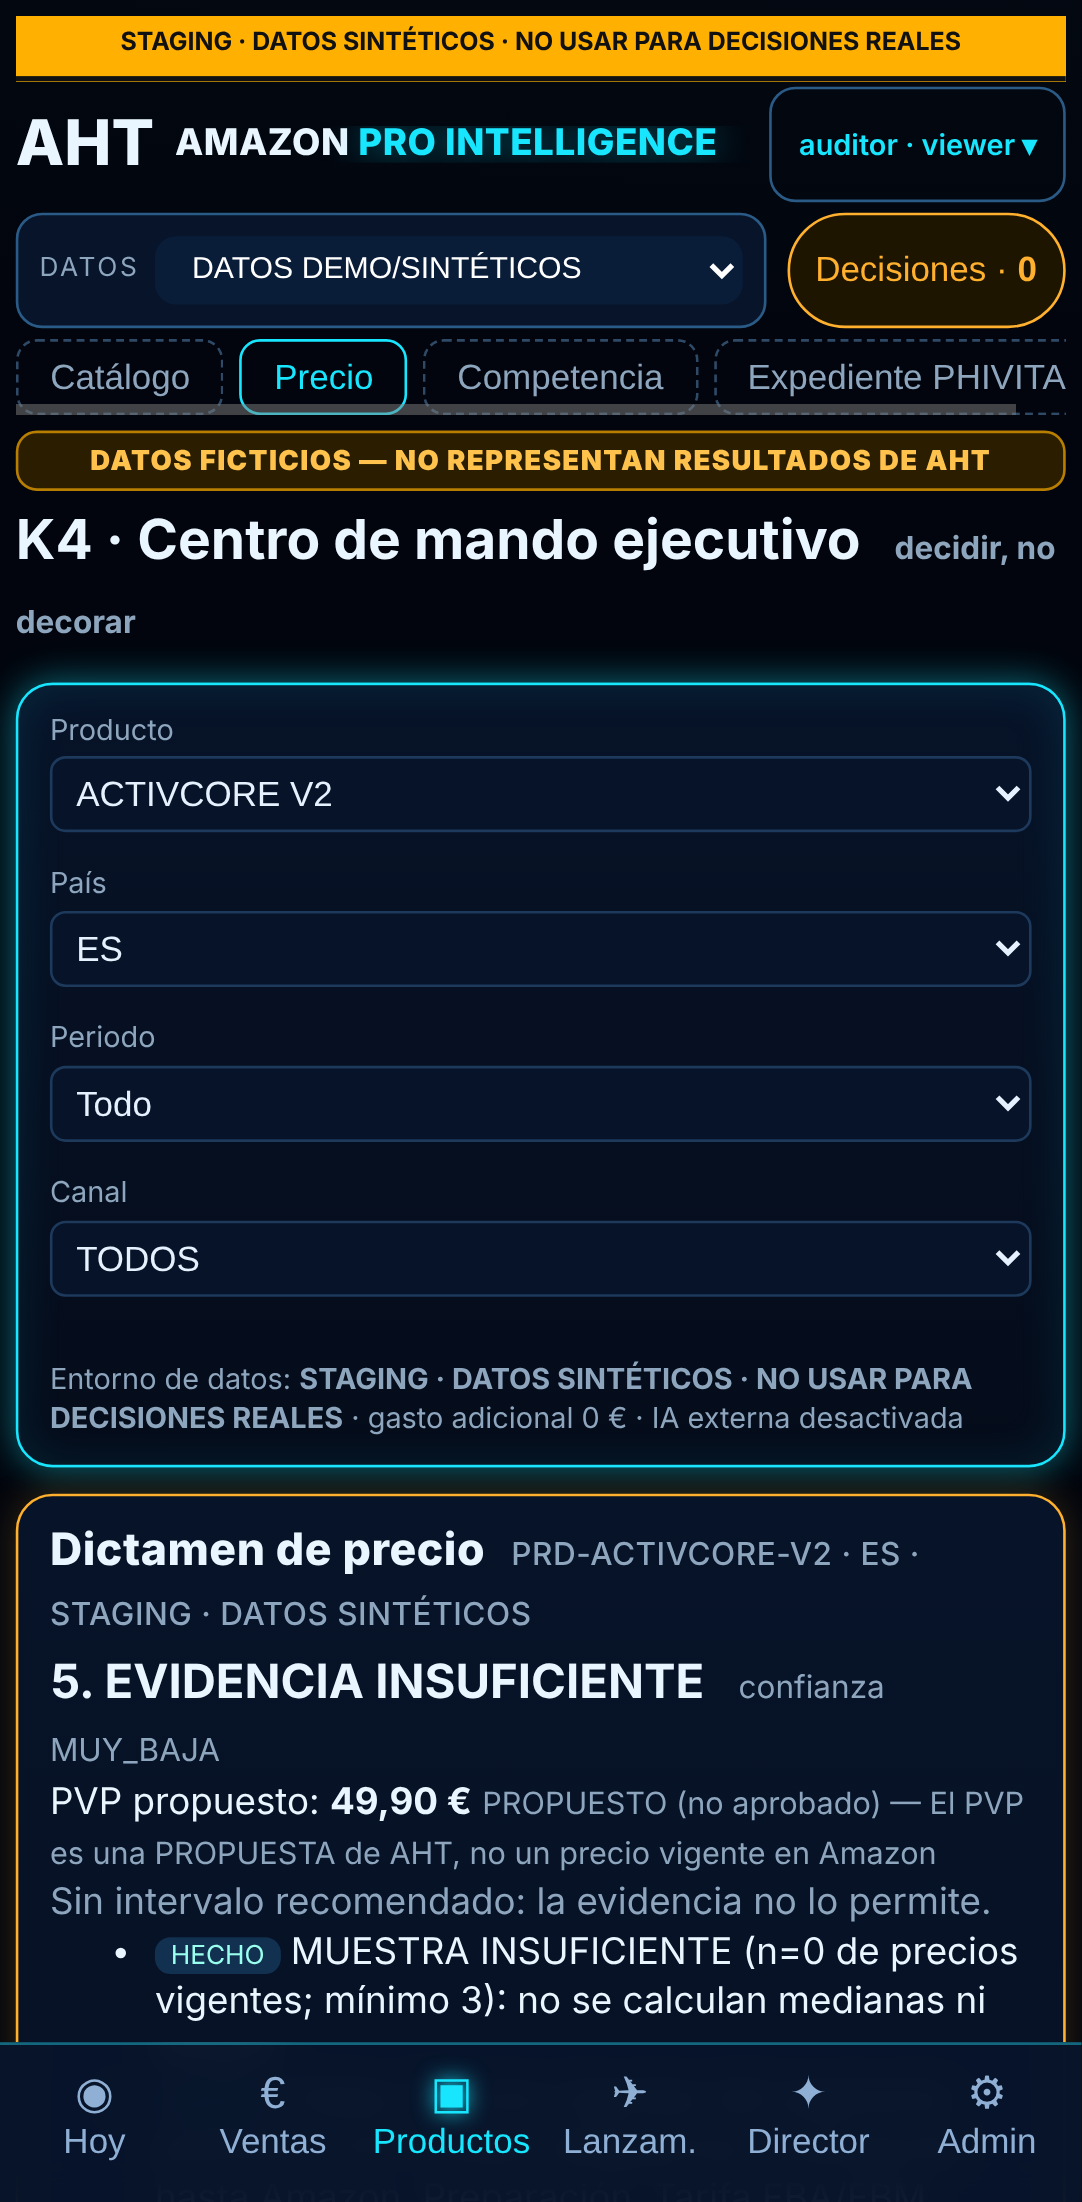 STAGING · DATOS SINTÉTICOS · NO USAR PARA DECISIONES REALES
AHT AMAZON PRO INTELLIGENCE
auditor · viewer ▾
DATOS DATOS DEMO/SINTÉTICOS
Decisiones · 0
Catálogo Precio Competencia Expediente PHIVITA
DATOS FICTICIOS — NO REPRESENTAN RESULTADOS DE AHT
K4 · Centro de mando ejecutivo decidir, no
decorar
Producto
ACTIVCORE V2
País
ES
Periodo
Todo
Canal
TODOS
Entorno de datos: STAGING · DATOS SINTÉTICOS · NO USAR PARA
DECISIONES REALES · gasto adicional 0 € · IA externa desactivada
Dictamen de precio PRD-ACTIVCORE-V2 · ES ·
STAGING · DATOS SINTÉTICOS
5. EVIDENCIA INSUFICIENTE confianza
MUY_BAJA
PVP propuesto: 49,90 € PROPUESTO (no aprobado) — El PVP
es una PROPUESTA de AHT, no un precio vigente en Amazon
Sin intervalo recomendado: la evidencia no lo permite.
• HECHO MUESTRA INSUFICIENTE (n=0 de precios
vigentes; mínimo 3): no se calculan medianas ni
€
Hoy Ventas Productos Lanzam. Director Admin
hasta Amazon, Preparación, Tarifa FBA/FBM